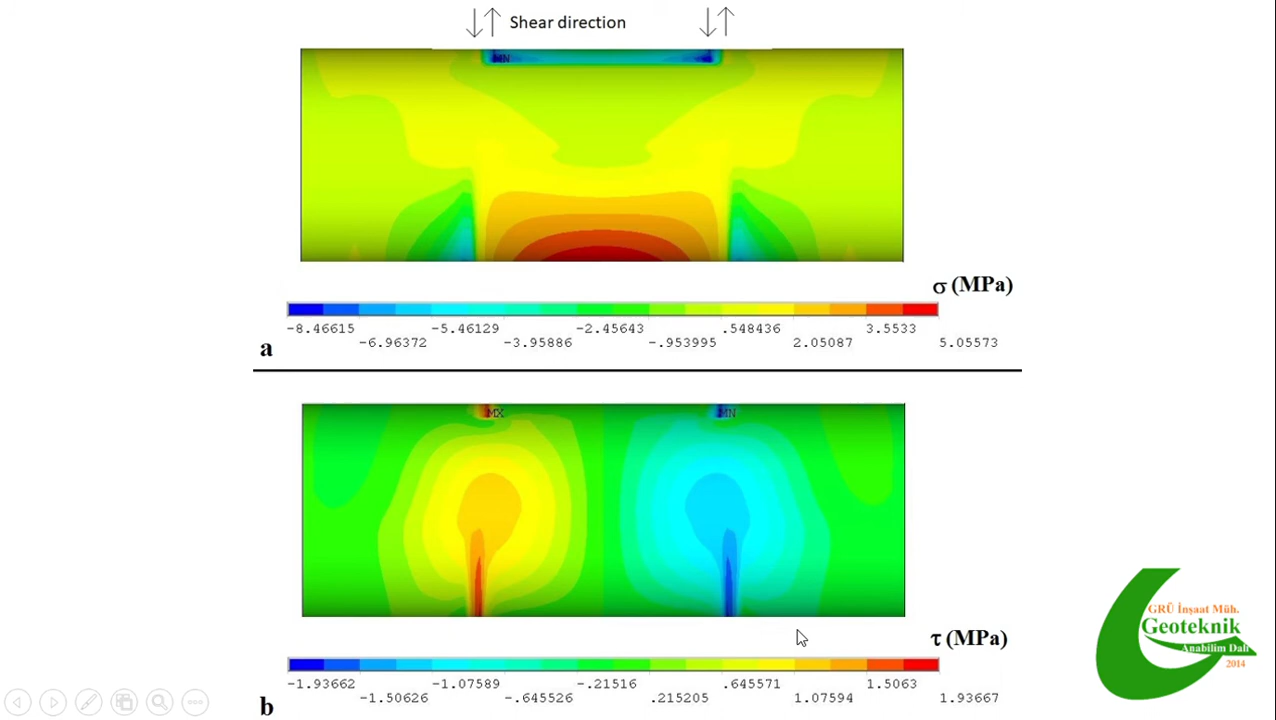 Shear direction
MN
σ (MPa)
-8.46615 -5.46129 -2.45643 .548436 3.5533
-6.96372 -3.95886 -.953995 2.05087 5.05573
a
MX MN
τ (MPa)
-1.93662 -1.07589 -.21516 .645571 1.5063
-1.50626 -.645526 .215205 1.07594 1.93667
b
GRÜ İnşaat Müh.
Geoteknik
Anabilim Dalı
2014